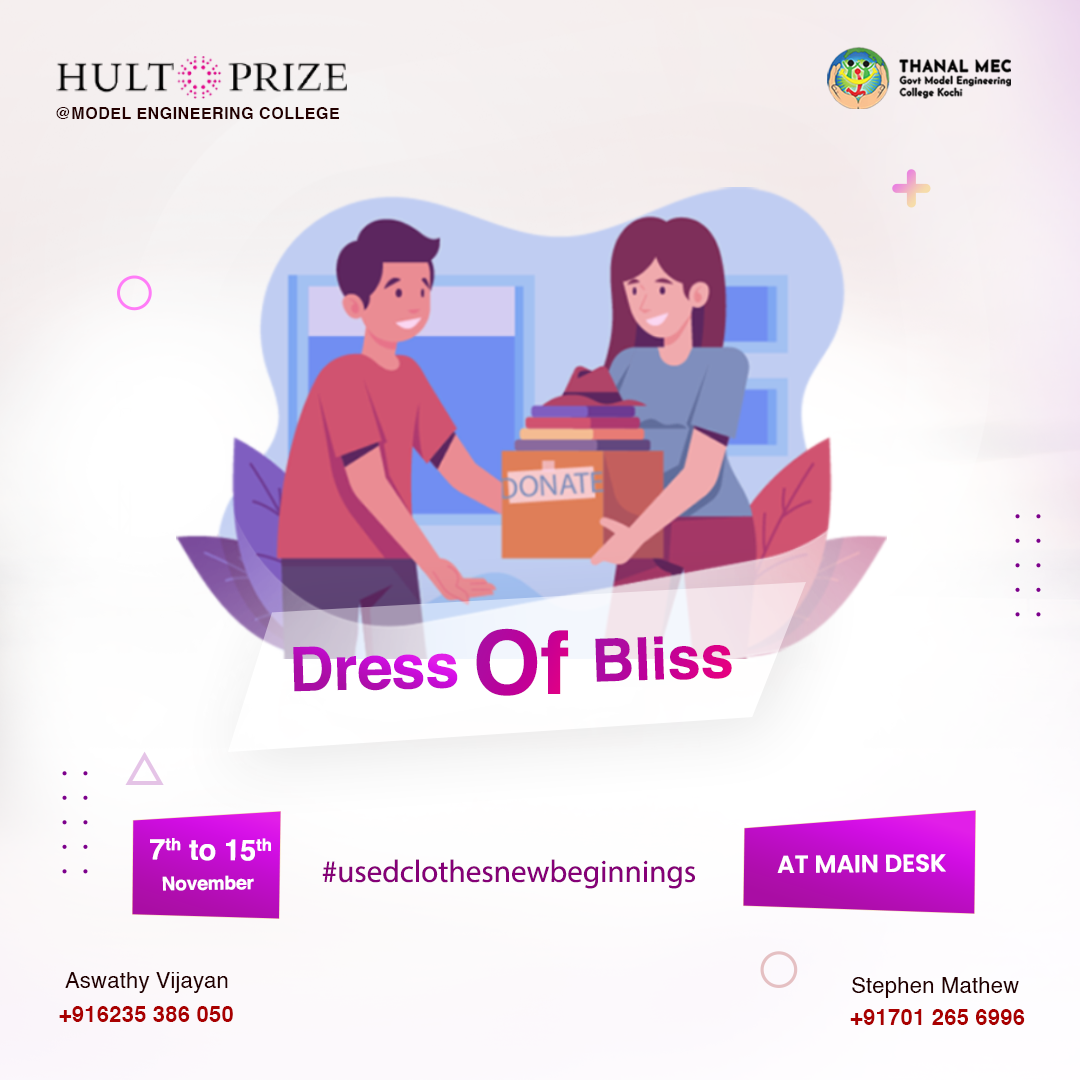 HULT PRIZE
@MODEL ENGINEERING COLLEGE
THANAL MEC
Govt Model Engineering
College Kochi
DONATE
Dress Of Bliss
7th to 15th
November
#usedclothesnewbeginnings
AT MAIN DESK
Aswathy Vijayan
+916235 386 050
Stephen Mathew
+91701 265 6996